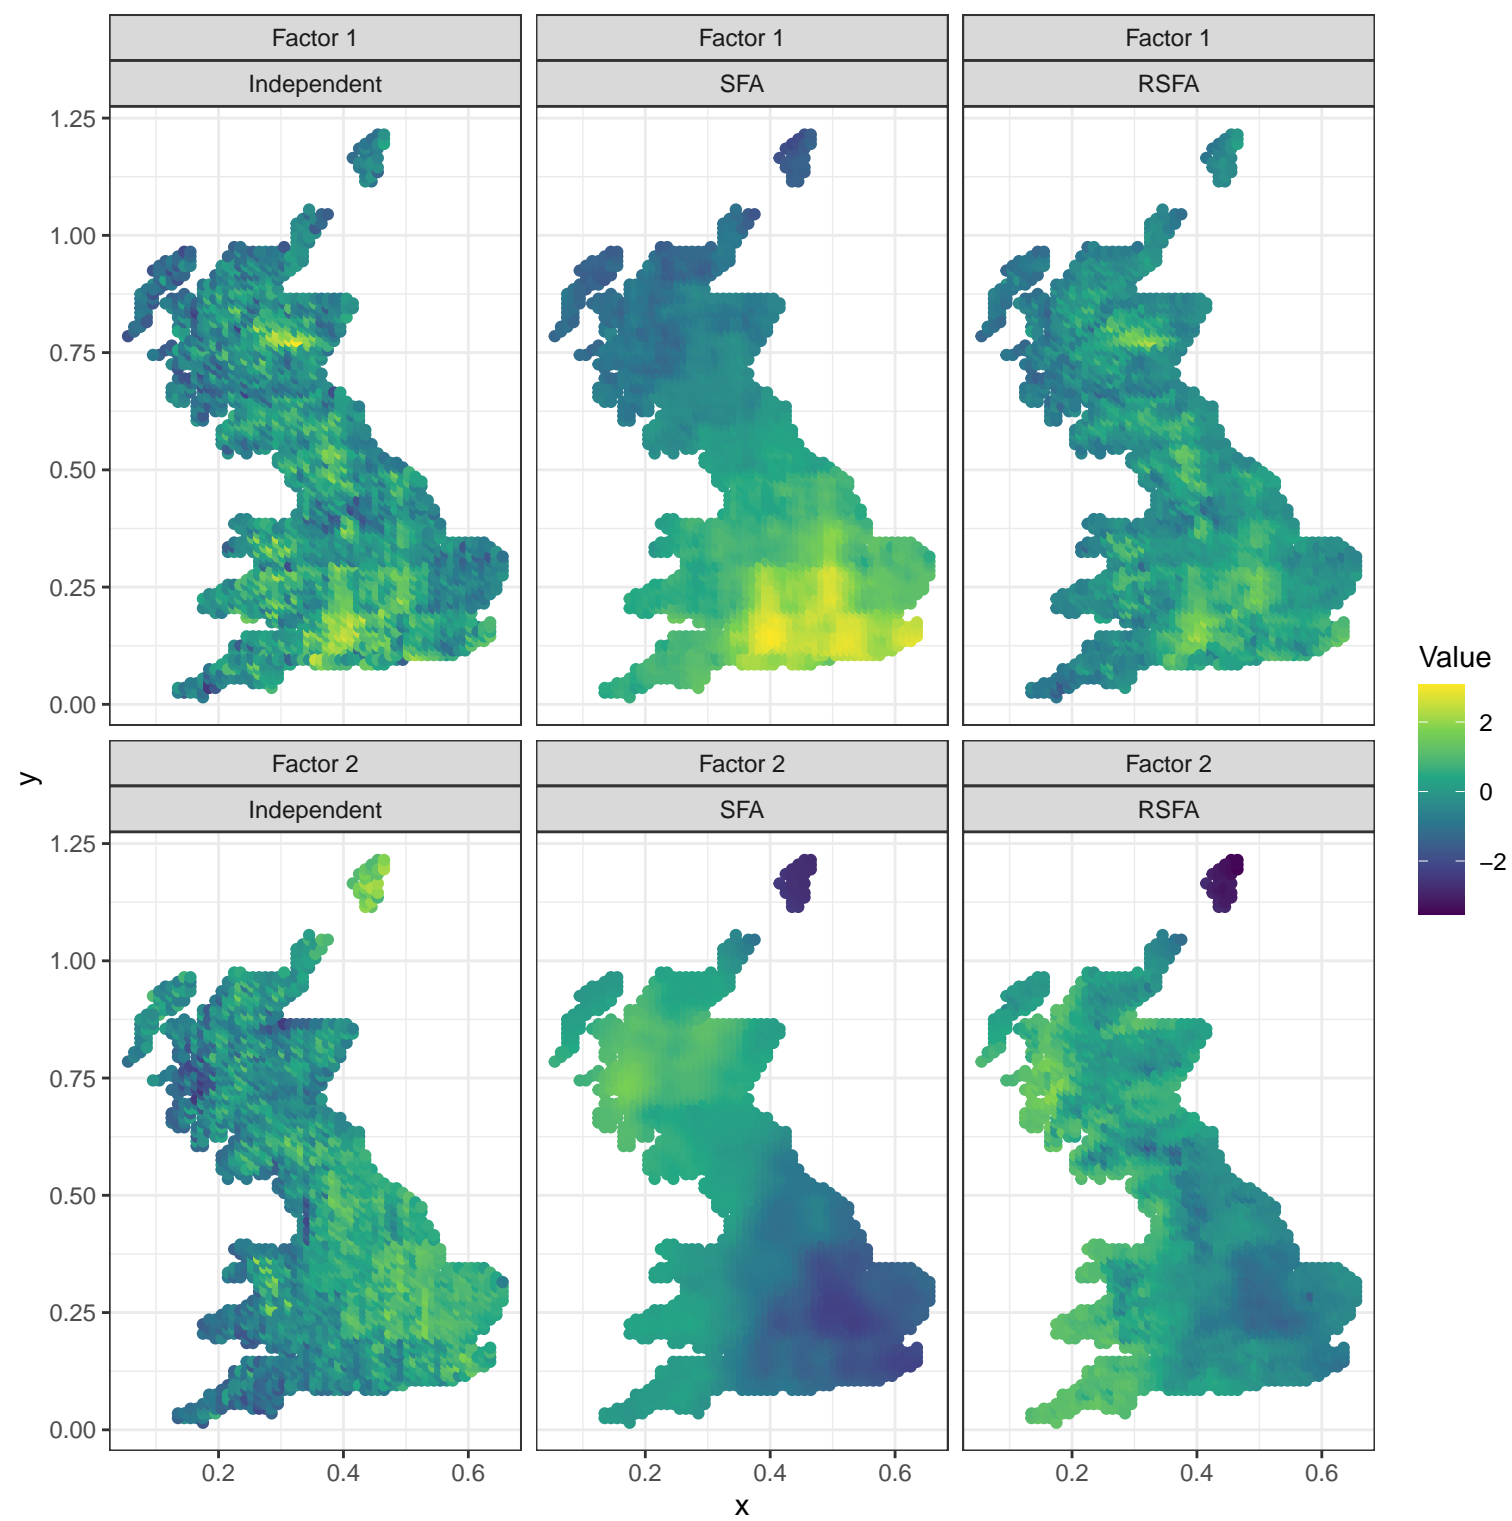 Factor 1
Factor 1
Factor 1
Independent
SFA
RSFA
1.25
1.00
0.75
0.50
0.25
0.00
Value
2
0
−2
y
Factor 2
Factor 2
Factor 2
Independent
SFA
RSFA
1.25
1.00
0.75
0.50
0.25
0.00
0.2 0.4 0.6 0.2 0.4 0.6 0.2 0.4 0.6
x